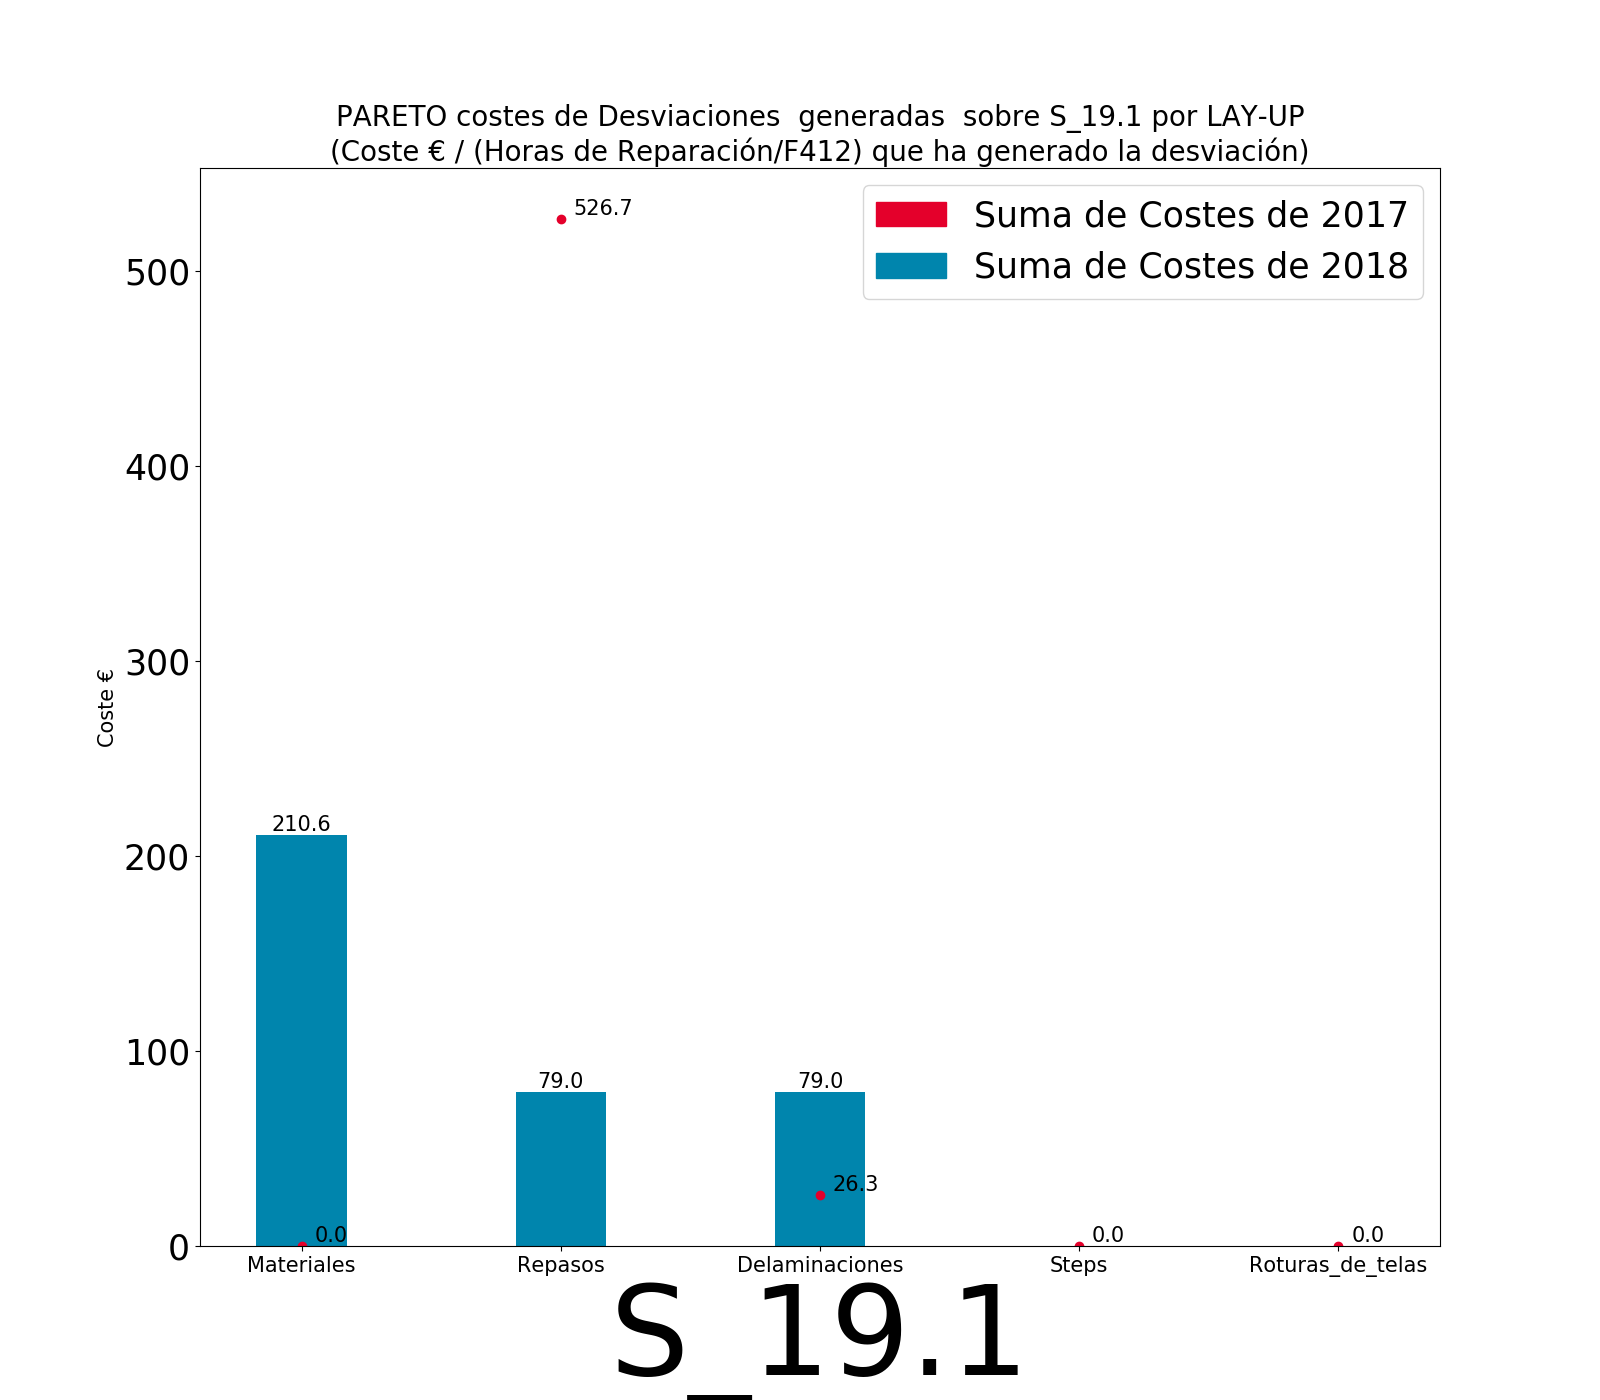 PARETO costes de Desviaciones  generadas  sobre S_19.1 por LAY-UP
(Coste € / (Horas de Reparación/F412) que ha generado la desviación)
Suma de Costes de 2017
Suma de Costes de 2018
526.7
500
400
300
200
100
0
Coste €
210.6
79.0
79.0
26.3
0.0
0.0
0.0
Materiales
Repasos
Delaminaciones
Steps
Roturas_de_telas
S_19.1